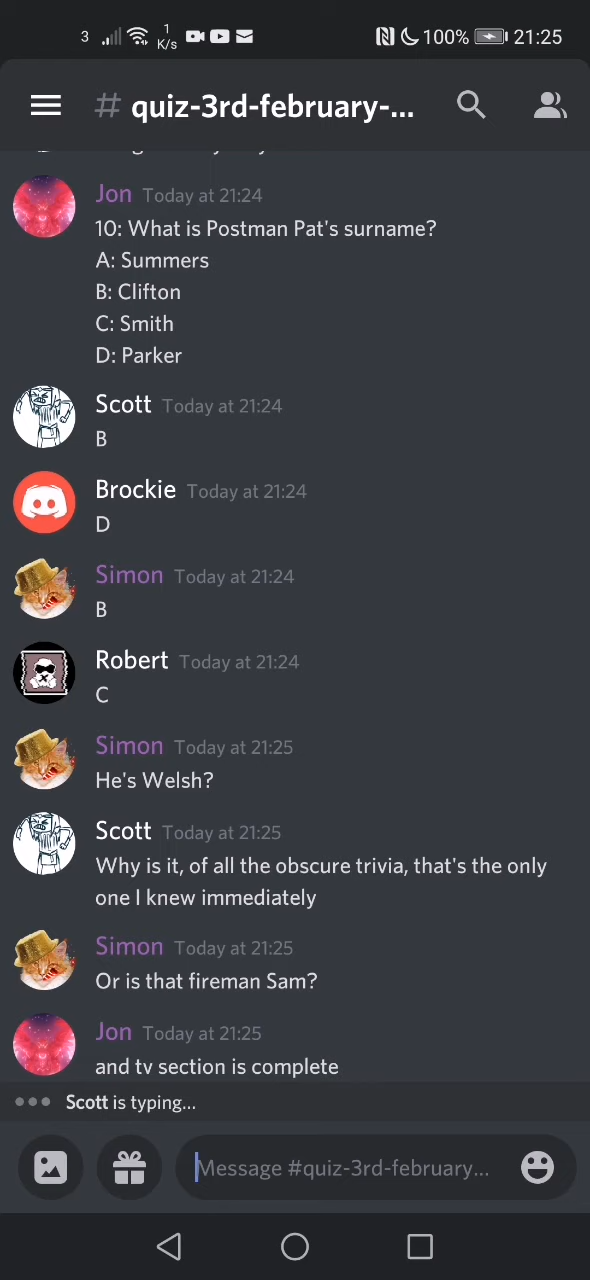 3 1 K/s 100% 21:25
# quiz-3rd-february-...
Jon Today at 21:24
10: What is Postman Pat's surname?
A: Summers
B: Clifton
C: Smith
D: Parker
Scott Today at 21:24
B
Brockie Today at 21:24
D
Simon Today at 21:24
B
Robert Today at 21:24
C
Simon Today at 21:25
He's Welsh?
Scott Today at 21:25
Why is it, of all the obscure trivia, that's the only
one I knew immediately
Simon Today at 21:25
Or is that fireman Sam?
Jon Today at 21:25
and tv section is complete
Scott is typing...
Message #quiz-3rd-february...